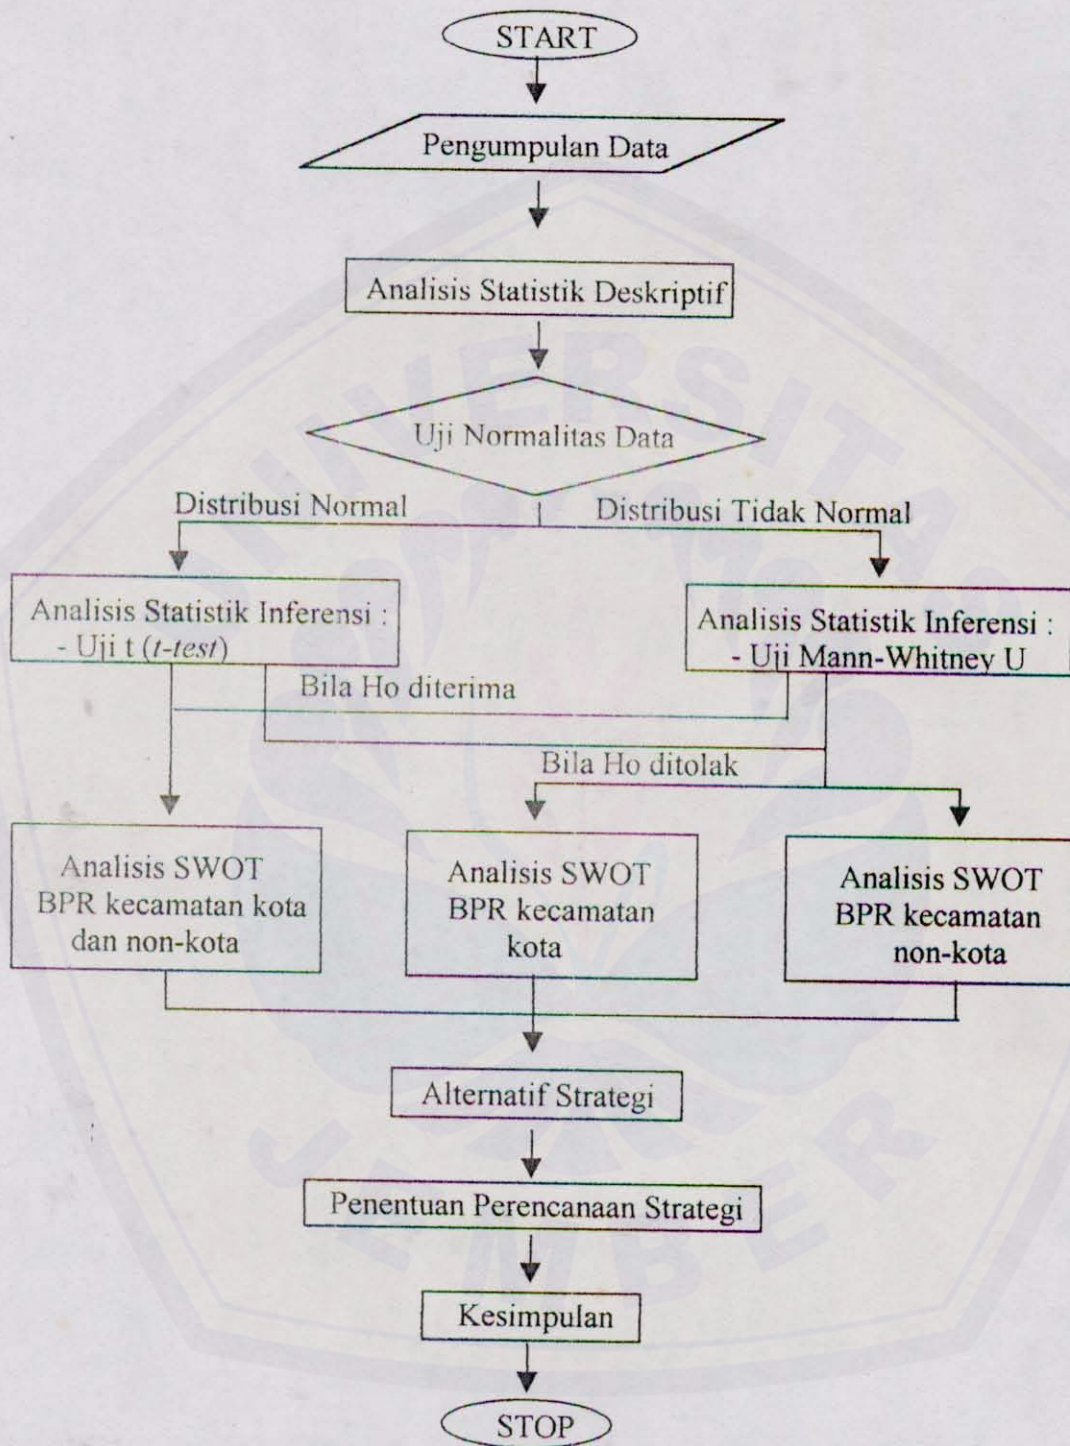 START
Pengumpulan Data
Analisis Statistik Deskriptif
Uji Normalitas Data
Distribusi Normal
Distribusi Tidak Normal
Analisis Statistik Inferensi :
- Uji t (t-test)
Analisis Statistik Inferensi :
- Uji Mann-Whitney U
Bila Ho diterima
Bila Ho ditolak
Analisis SWOT
BPR kecamatan kota
dan non-kota
Analisis SWOT
BPR kecamatan
kota
Analisis SWOT
BPR kecamatan
non-kota
Alternatif Strategi
Penentuan Perencanaan Strategi
Kesimpulan
STOP
UNIVERSITAS
JEMBER